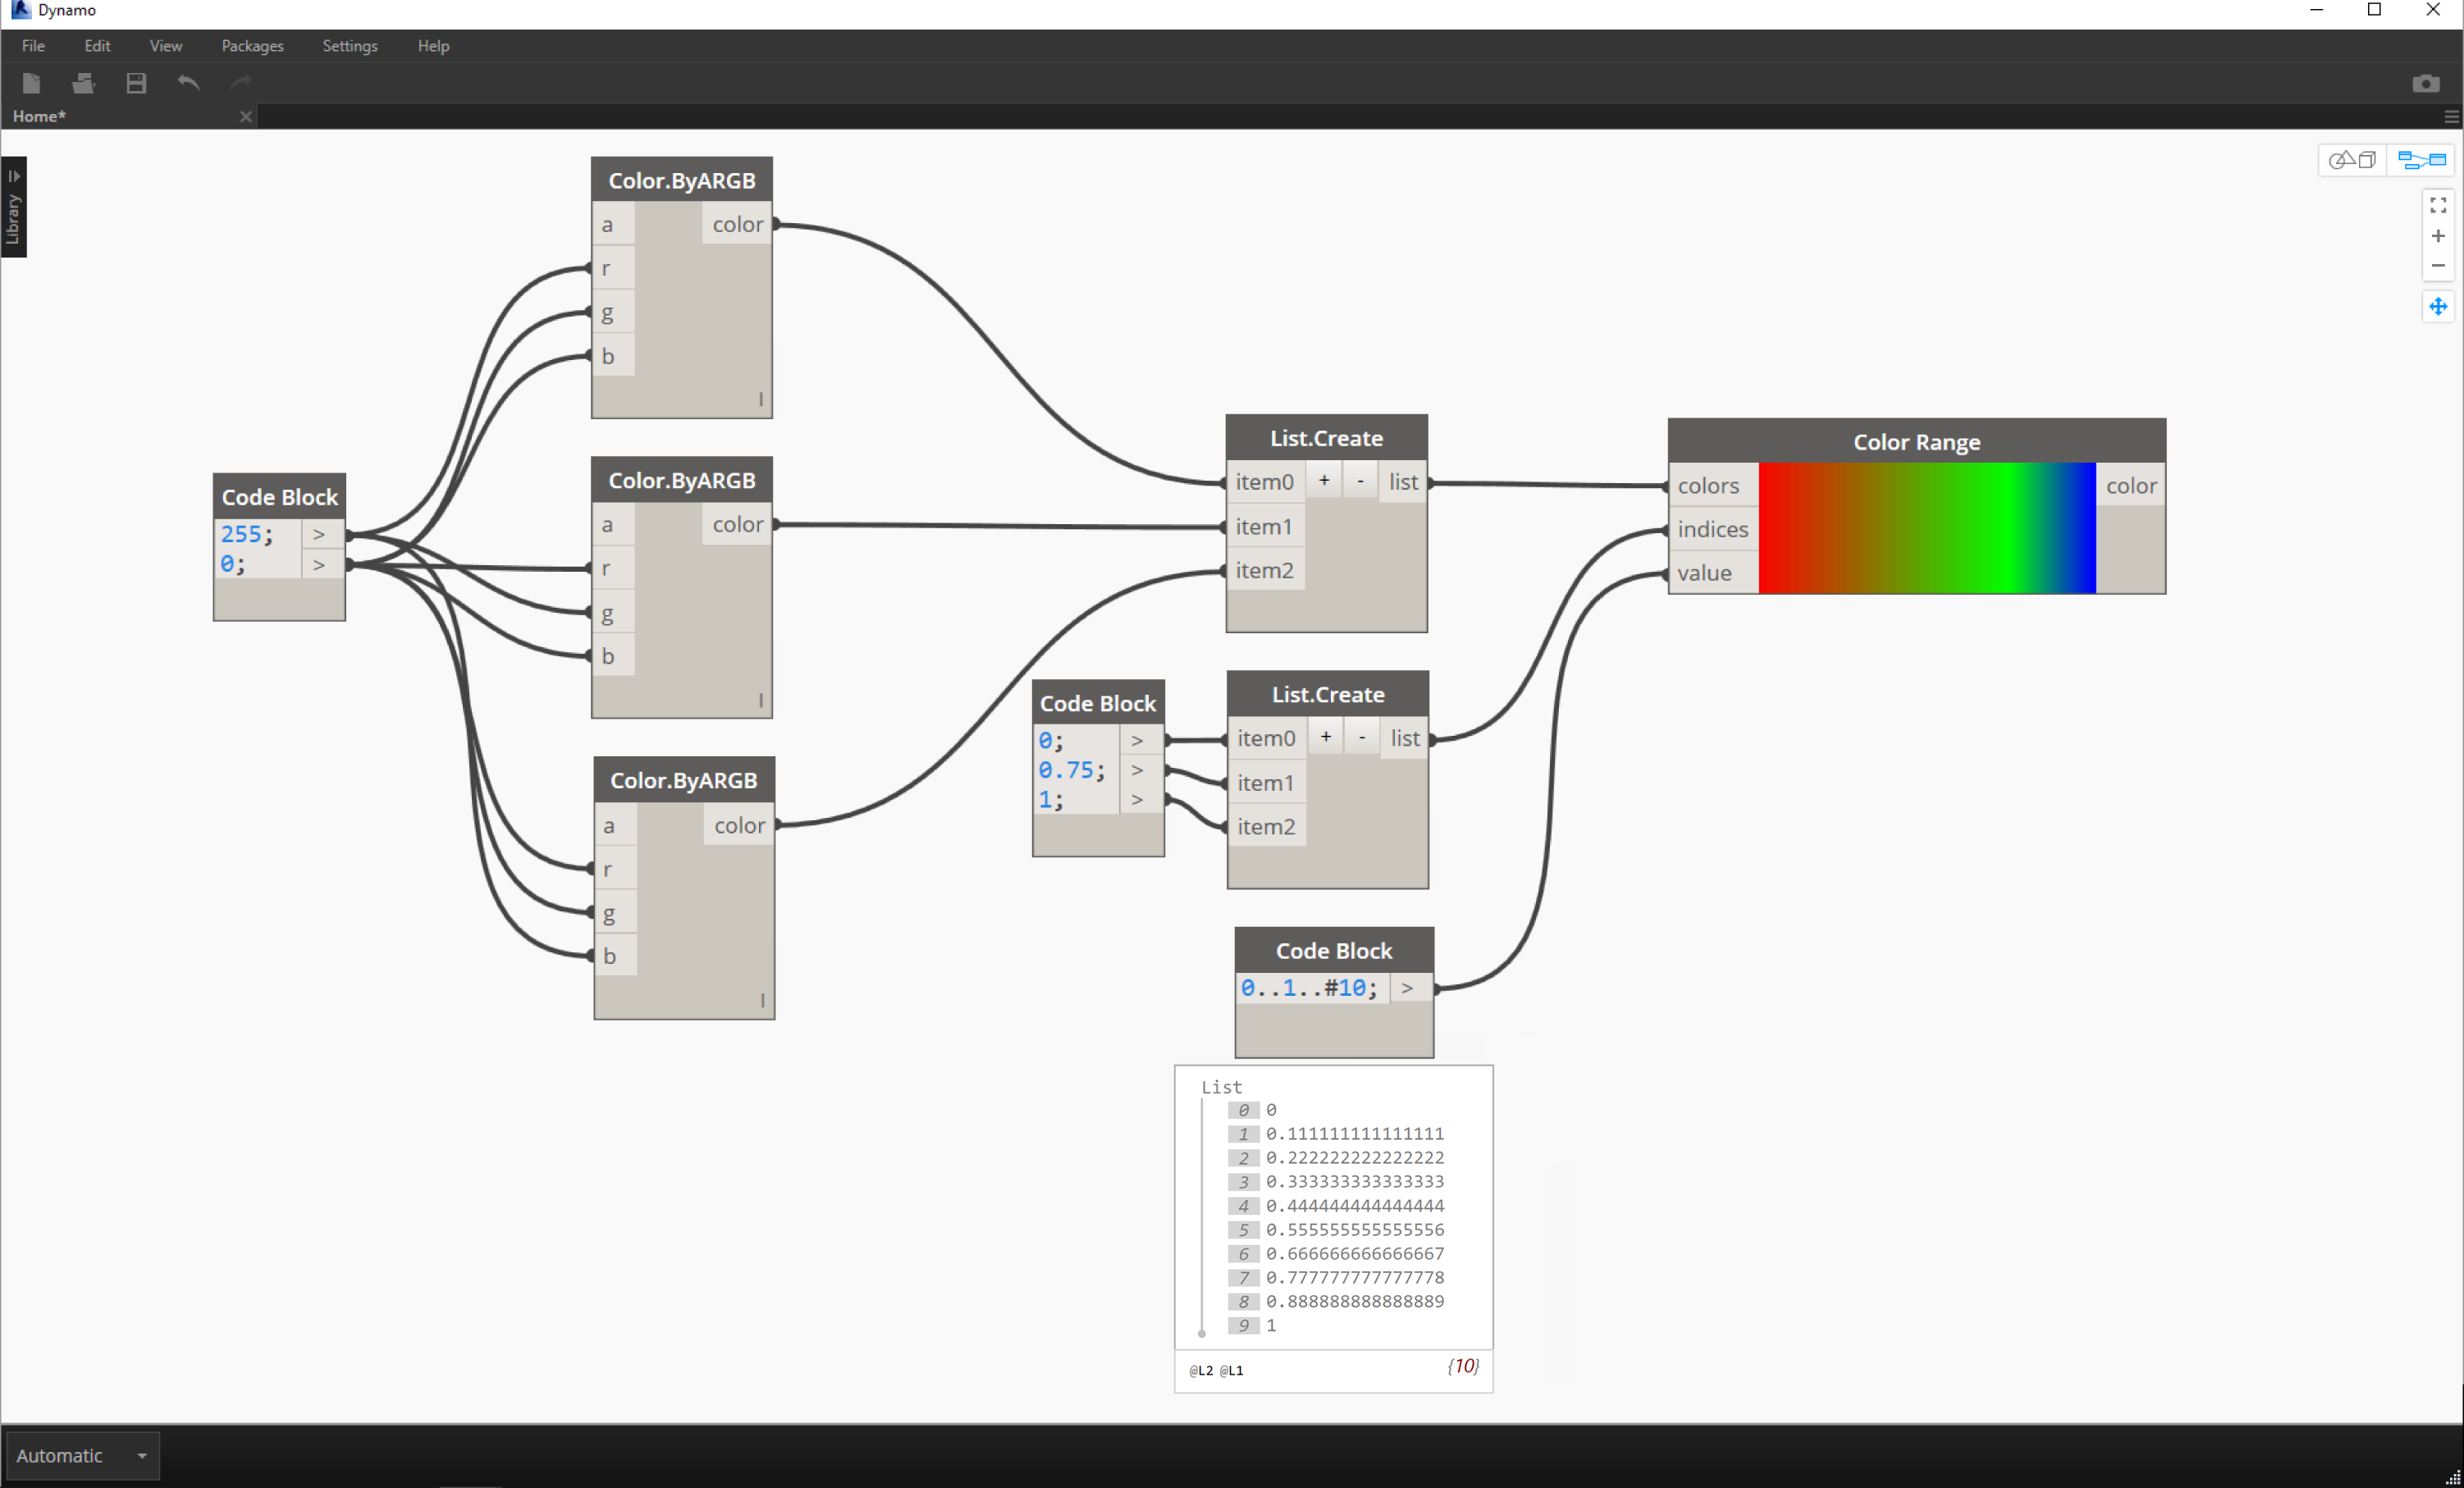 Dynamo
File Edit View Packages Settings Help
Home*
Library
Color.ByARGB
a color
r
g
b
l
Code Block
255; >
0; >
Color.ByARGB
a color
r
g
b
l
Color.ByARGB
a color
r
g
b
l
List.Create
item0 + - list
item1
item2
Color Range
colors color
indices
value
Code Block
0; >
0.75; >
1; >
List.Create
item0 + - list
item1
item2
Code Block
0..1..#10; >
List
0 0
1 0.111111111111111
2 0.222222222222222
3 0.333333333333333
4 0.444444444444444
5 0.555555555555556
6 0.666666666666667
7 0.777777777777778
8 0.888888888888889
9 1
@L2 @L1 {10}
Automatic